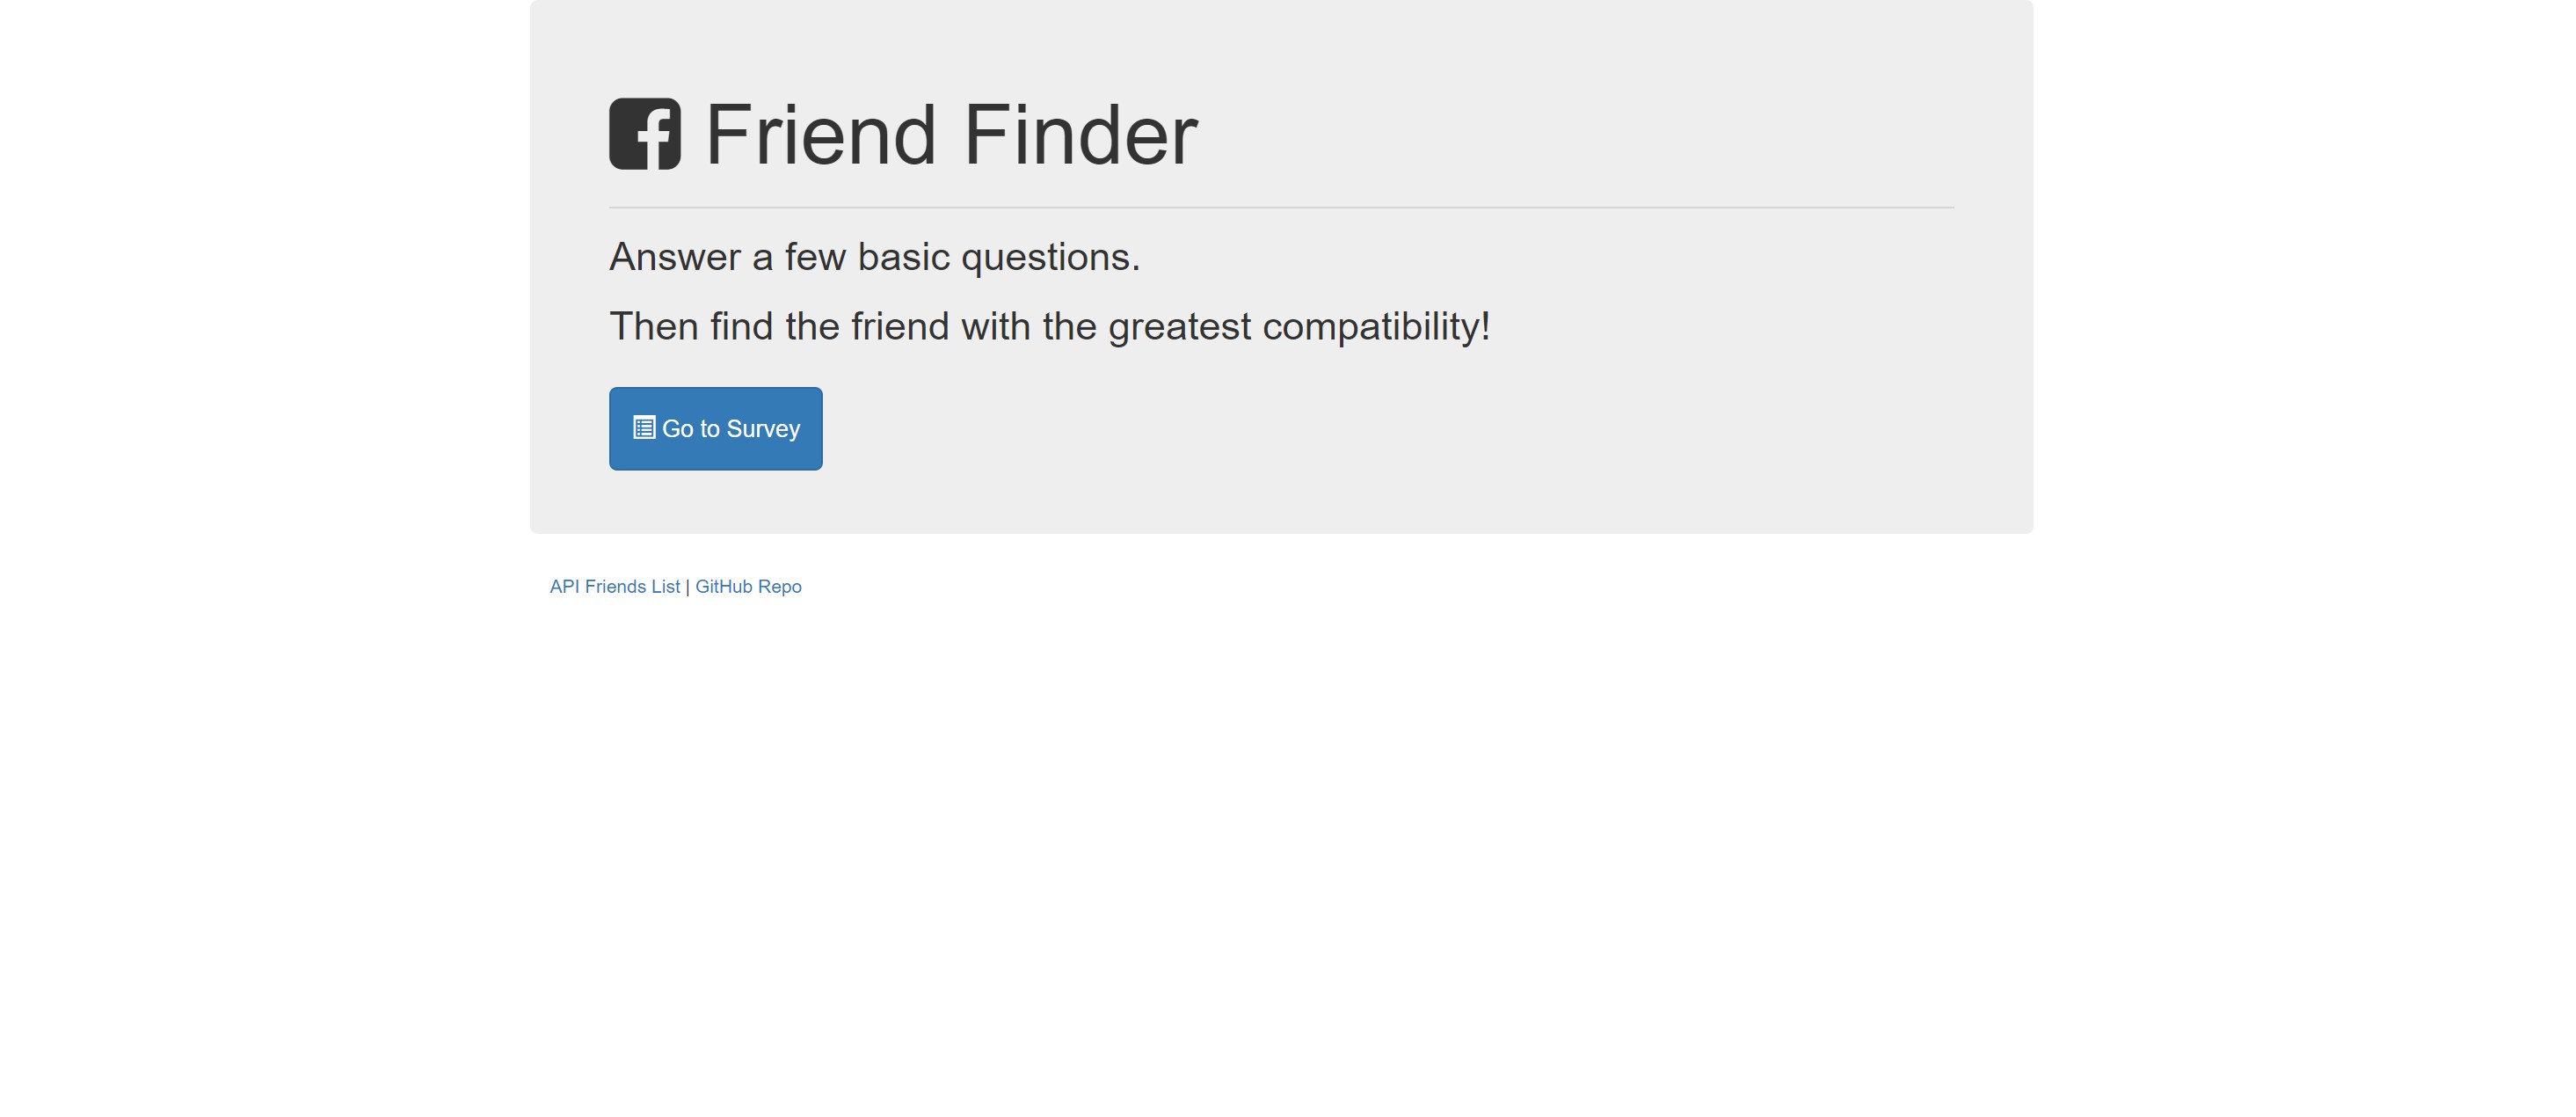 Friend Finder
Answer a few basic questions.
Then find the friend with the greatest compatibility!
Go to Survey
API Friends List | GitHub Repo